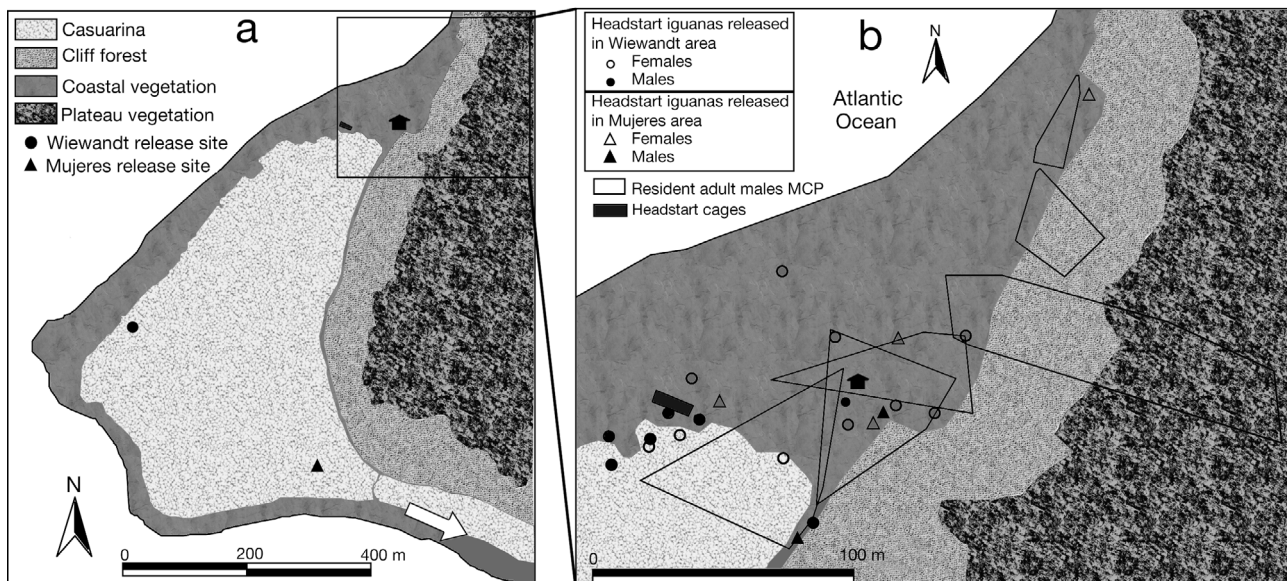 a
Casuarina
Cliff forest
Coastal vegetation
Plateau vegetation
Wiewandt release site
Mujeres release site
N
0 200 400 m
b
Headstart iguanas released
in Wiewandt area
Females
Males
Headstart iguanas released
in Mujeres area
Females
Males
Resident adult males MCP
Headstart cages
N
Atlantic
Ocean
0 100 m